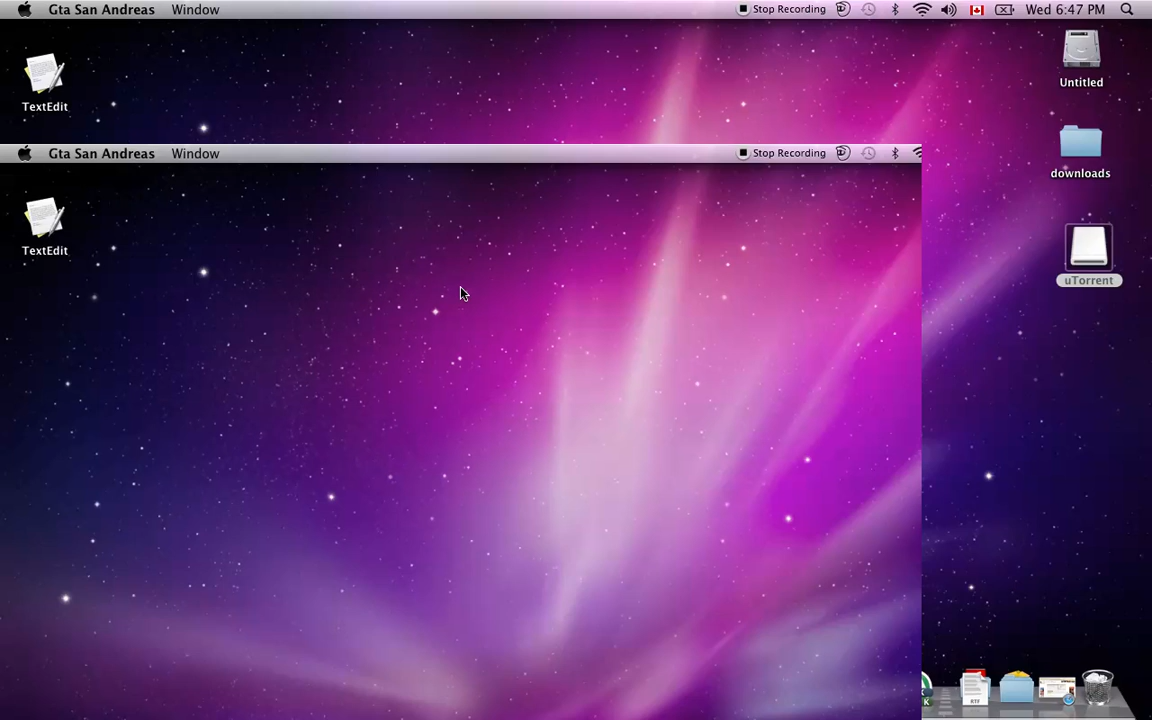 Gta San Andreas Window Stop Recording Wed 6:47 PM
TextEdit
Untitled
downloads
Gta San Andreas Window Stop Recording
TextEdit
uTorrent
RTF